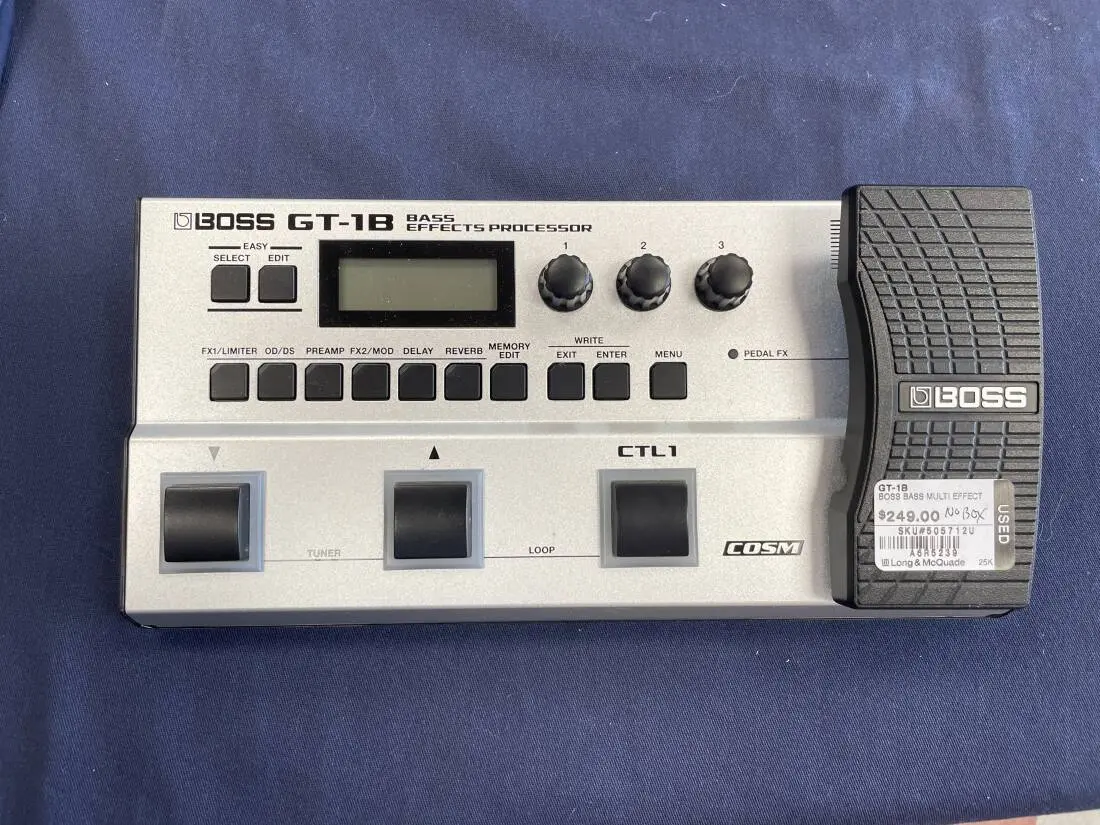 BOSS GT-1B BASS
EFFECTS PROCESSOR
EASY
SELECT EDIT
1 2 3
FX1/LIMITER OD/DS PREAMP FX2/MOD DELAY REVERB MEMORY EDIT
WRITE
EXIT ENTER
MENU
PEDAL FX
BOSS
▼ ▲ CTL1
TUNER LOOP
COSM
GT-1B
BOSS BASS MULTI EFFECT
$249.00 No Box
SKU#505712U
A6R5239
Long & McQuade 25K
USED